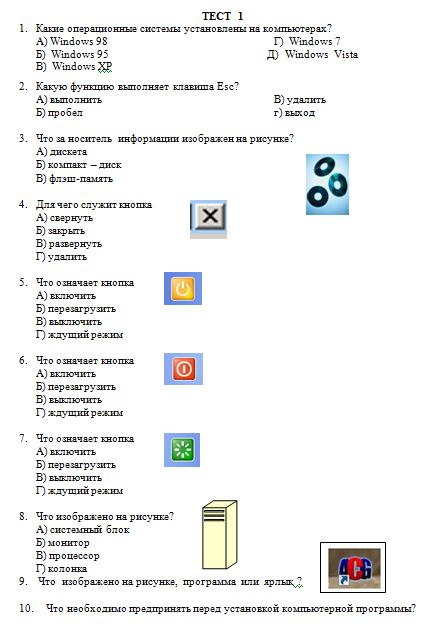 ТЕСТ 1
1. Какие операционные системы установлены на компьютерах?
А) Windows 98 Г) Windows 7
Б) Windows 95 Д) Windows Vista
В) Windows XP
2. Какую функцию выполняет клавиша Esc?
А) выполнить В) удалить
Б) пробел г) выход
3. Что за носитель информации изображен на рисунке?
А) дискета
Б) компакт – диск
В) флэш-память
4. Для чего служит кнопка
А) свернуть
Б) закрыть
В) развернуть
Г) удалить
5. Что означает кнопка
А) включить
Б) перезагрузить
В) выключить
Г) ждущий режим
6. Что означает кнопка
А) включить
Б) перезагрузить
В) выключить
Г) ждущий режим
7. Что означает кнопка
А) включить
Б) перезагрузить
В) выключить
Г) ждущий режим
8. Что изображено на рисунке?
А) системный блок
Б) монитор
В) процессор
Г) колонка
9. Что изображено на рисунке, программа или ярлык ?
10. Что необходимо предпринять перед установкой компьютерной программы?